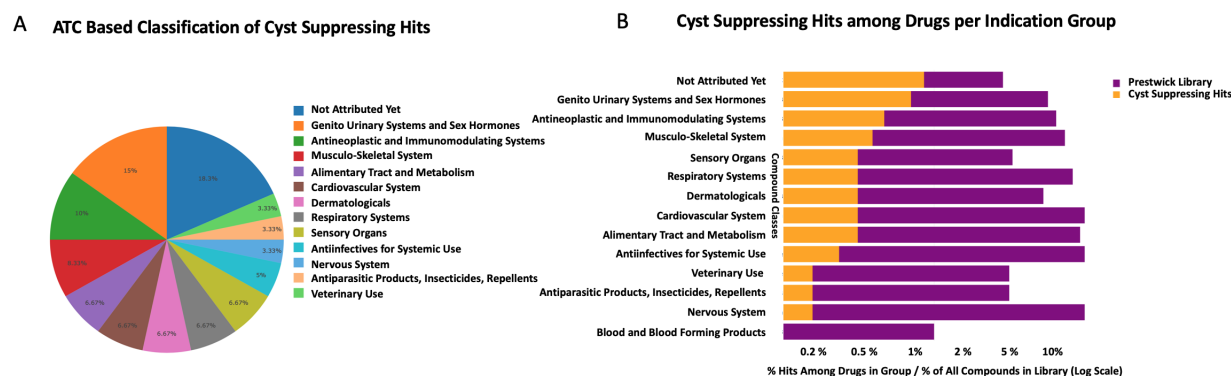 A
ATC Based Classification of Cyst Suppressing Hits
18.3%
15%
10%
8.33%
6.67%
6.67%
6.67%
6.67%
6.67%
5%
3.33%
3.33%
3.33%
Not Attributed Yet
Genito Urinary Systems and Sex Hormones
Antineoplastic and Immunomodulating Systems
Musculo-Skeletal System
Alimentary Tract and Metabolism
Cardiovascular System
Dermatologicals
Respiratory Systems
Sensory Organs
Antiinfectives for Systemic Use
Nervous System
Antiparasitic Products, Insecticides, Repellents
Veterinary Use
B
Cyst Suppressing Hits among Drugs per Indication Group
Not Attributed Yet
Genito Urinary Systems and Sex Hormones
Antineoplastic and Immunomodulating Systems
Musculo-Skeletal System
Sensory Organs
Respiratory Systems
Dermatologicals
Cardiovascular System
Alimentary Tract and Metabolism
Antiinfectives for Systemic Use
Veterinary Use
Antiparasitic Products, Insecticides, Repellents
Nervous System
Blood and Blood Forming Products
Compound Classes
0.2 % 0.5 % 1% 2 % 5 % 10%
% Hits Among Drugs in Group / % of All Compounds in Library (Log Scale)
Prestwick Library
Cyst Suppressing Hits